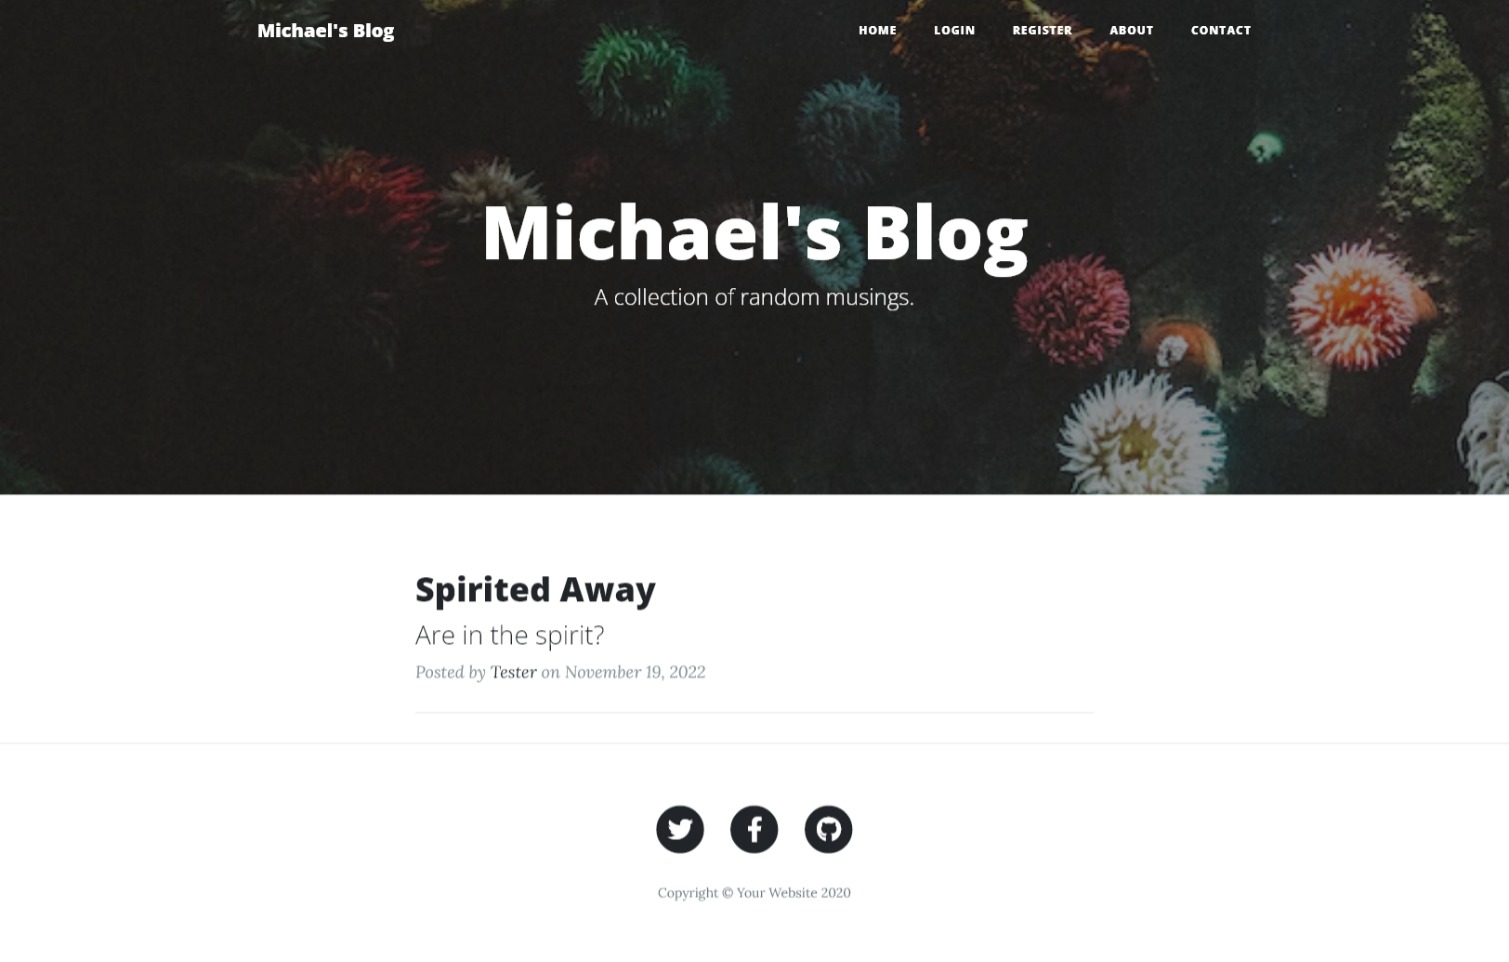 Michael's Blog
HOME LOGIN REGISTER ABOUT CONTACT
Michael's Blog
A collection of random musings.
Spirited Away
Are in the spirit?
Posted by Tester on November 19, 2022
Copyright © Your Website 2020